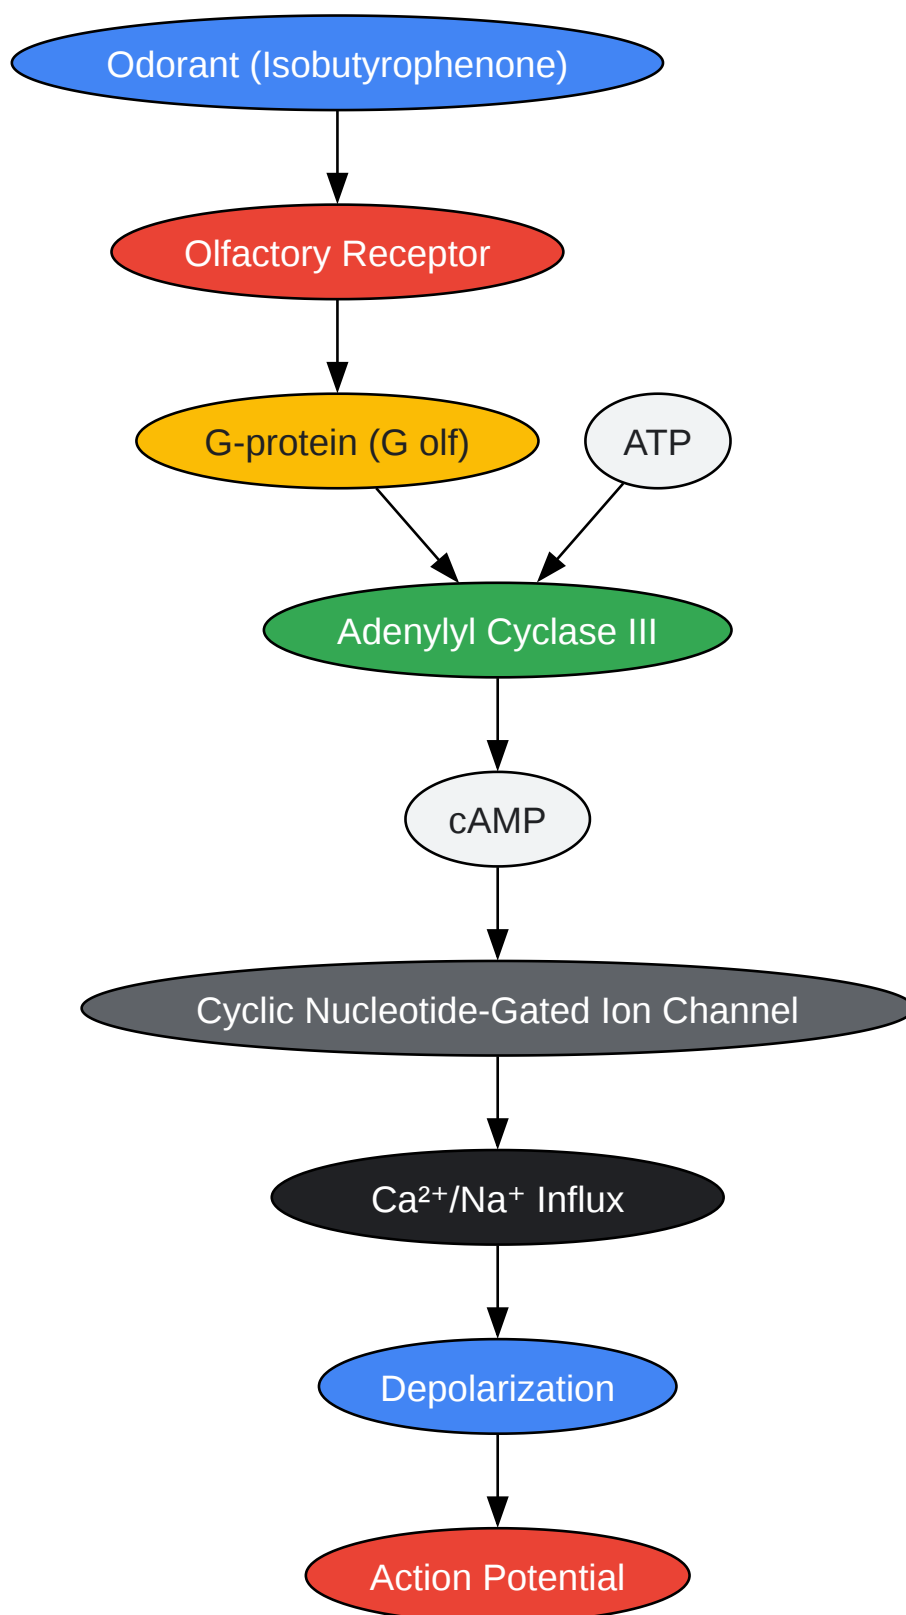 Odorant (Isobutyrophenone)
Olfactory Receptor
G-protein (G olf)
ATP
Adenylyl Cyclase III
cAMP
Cyclic Nucleotide-Gated Ion Channel
Ca²⁺/Na⁺ Influx
Depolarization
Action Potential